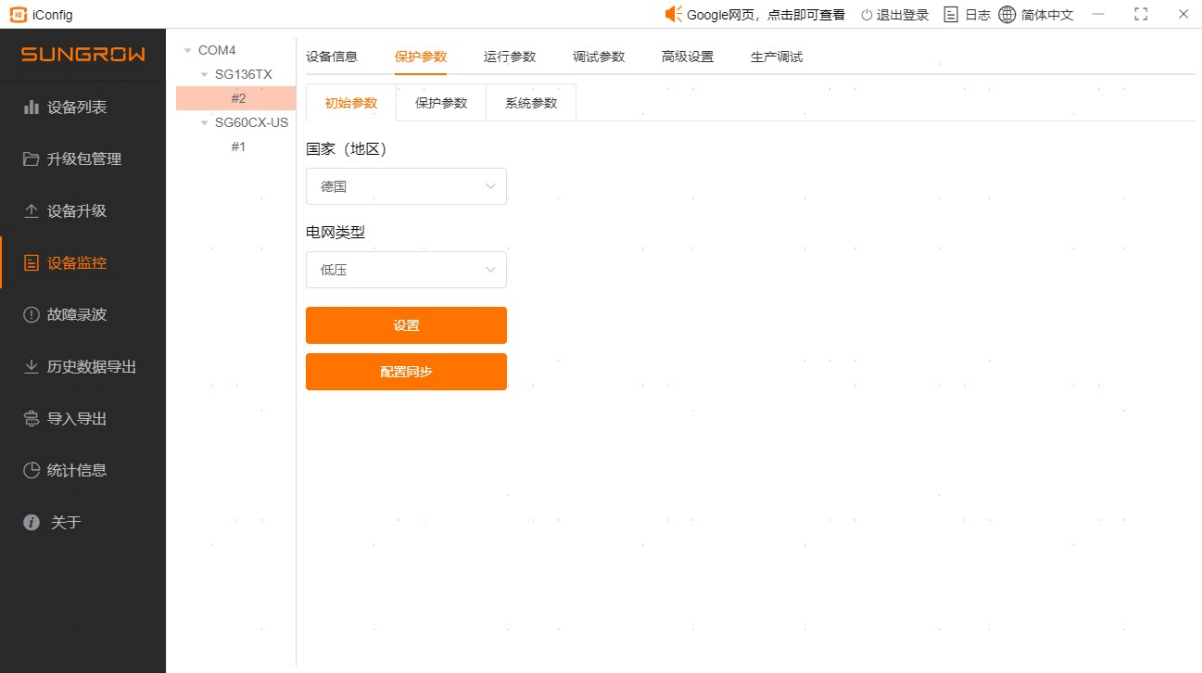 iConfig
Google网页，点击即可查看 退出登录 日志 简体中文
SUNGROW
设备列表
升级包管理
设备升级
设备监控
故障录波
历史数据导出
导入导出
统计信息
关于
COM4
SG136TX
#2
SG60CX-US
#1
设备信息 保护参数 运行参数 调试参数 高级设置 生产调试
初始参数 保护参数 系统参数
国家（地区）
德国
电网类型
低压
设置
配置同步